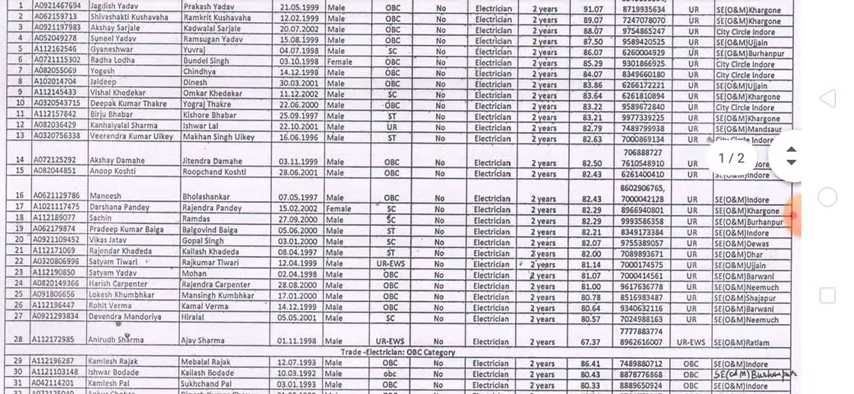 1 A0921467694 Jagdish Yadav Prakash Yadav 21.05.1999 Male OBC No Electrician 2 years 91.07 8719935634 UR SE(O&M)Khargone
2 A062159713 Shivashakti Kushavaha Ramkrit Kushavaha 12.02.1999 Male OBC No Electrician 2 years 89.07 7247078070 UR SE(O&M)Khargone
3 A0921197983 Akshay Sarjale Kadwalal Sarjale 20.07.2002 Male OBC No Electrician 2 years 88.07 9754865247 UR City Circle Indore
4 A052049278 Suneel Yadav Ramsugan Yadav 15.08.1999 Male OBC No Electrician 2 years 87.50 9589420525 UR SE(O&M)Ujjain
5 A112162546 Gyaneshwar Yuvraj 04.07.1998 Male SC No Electrician 2 years 86.07 6260004929 UR SE(O&M)Burhanpur
6 A0721115302 Radha Lodha Bundel Singh 03.10.1998 Female OBC No Electrician 2 years 85.29 9301866925 UR City Circle Indore
7 A082055069 Yogesh Chindhya 14.12.1998 Male OBC No Electrician 2 years 84.07 8349660180 UR City Circle Indore
8 A102014704 Jaideep Dinesh 30.03.2001 Male OBC No Electrician 2 years 83.86 6266172221 UR SE(O&M)Ujjain
9 A112145433 Vishal Khedekar Omkar Khedekar 11.12.2002 Male SC No Electrician 2 years 83.64 6261810894 UR SE(O&M)Khargone
10 A0320543715 Deepak Kumar Thakre Yograj Thakre 22.06.2000 Male OBC No Electrician 2 years 83.22 9589672840 UR City Circle Indore
11 A112157842 Birju Bhabar Kishore Bhabar 25.09.1997 Male ST No Electrician 2 years 83.21 9977339225 UR SE(O&M)Khargone
12 A082036429 Kanhaiyalal Sharma Ishwar Lal 22.10.2001 Male UR No Electrician 2 years 82.79 7489799938 UR SE(O&M)Mandsaur
13 A0320756338 Veerendra Kumar Uikey Makhan Singh Uikey 16.06.1996 Male ST No Electrician 2 years 82.63 7000869134 UR Indore
706888727
14 A072125292 Akshay Damahe Jitendra Damahe 03.11.1999 Male OBC No Electrician 2 years 82.50 7610548910
15 A082044851 Anoop Koshti Roopchand Koshti 28.06.2001 Male OBC No Electrician 2 years 82.43 6261400410 UR SE(O&M)Indore
1/2
8602906765,
16 A0621129786 Maneesh Bholashankar 07.05.1997 Male OBC No Electrician 2 years 82.43 7000042128 UR SE(O&M)Indore
17 A1021117475 Darshana Pandey Rajendra Pandey 15.02.2002 Female SC No Electrician 2 years 82.29 8966940801 UR SE(O&M)Khargone
18 A112189077 Sachin Ramdas 27.09.2000 Male SC No Electrician 2 years 82.29 9993586358 UR SE(O&M)Burhanpur
19 A062179874 Pradeep Kumar Baiga Balgovind Baiga 05.06.2000 Male ST No Electrician 2 years 82.21 8349173384 UR SE(O&M)Indore
20 A0921109452 Vikas Jatav Gopal Singh 03.01.2000 Male SC No Electrician 2 years 82.07 9755389057 UR SE(O&M)Dewas
21 A112171069 Rajendar Khadeda Kailash Khadeda 08.04.1997 Male ST No Electrician 2 years 82.00 7089893671 UR SE(O&M)Dhar
22 A0320806996 Satyam Tiwari Rajkumar Tiwari 12.04.1999 Male UR-EWS No Electrician 2 years 81.14 7000174575 UR SE(O&M)Ujjain
23 A112190850 Satyam Yadav Mohan 02.04.1998 Male OBC No Electrician 2 years 81.07 7000414561 UR SE(O&M)Barwani
24 A0820149366 Harish Carpenter Rajendra Carpenter 28.08.2000 Male OBC No Electrician 2 years 81.00 9617636778 UR SE(O&M)Neemuch
25 A091806656 Lokesh Khumbhkar Mansingh Kumbhkar 17.01.2000 Male OBC No Electrician 2 years 80.78 8516983487 UR SE(O&M)Shajapur
26 A112196447 Rohit Verma Kamal Verma 14.12.1999 Male OBC No Electrician 2 years 80.64 9340632116 UR SE(O&M)Barwani
27 A0921293834 Devendra Mandoriya Hiralal 05.05.2001 Male SC No Electrician 2 years 80.57 7024988163 UR SE(O&M)Neemuch
7777883774
28 A112172985 Anirudh Sharma Ajay Sharma 01.11.1998 Male UR-EWS No Electrician 2 years 67.37 8962616007 UR-EWS SE(O&M)Ratlam
Trade -Electrician: OBC Category
29 A112196287 Kamlesh Rajak Mebalal Rajak 12.07.1993 Male OBC No Electrician 2 years 86.41 7489880712 OBC SE(O&M)Indore
30 A1121103148 Ishwar Bodade Kailash Bodade 10.03.1992 Male obc No Electrician 2 years 80.43 8878776868 OBC SE(O&M)Burhanpur
31 A042114201 Kamlesh Pal Sukhchand Pal 03.01.1993 Male OBC No Electrician 2 years 80.33 8889650924 OBC SE(O&M)Indore